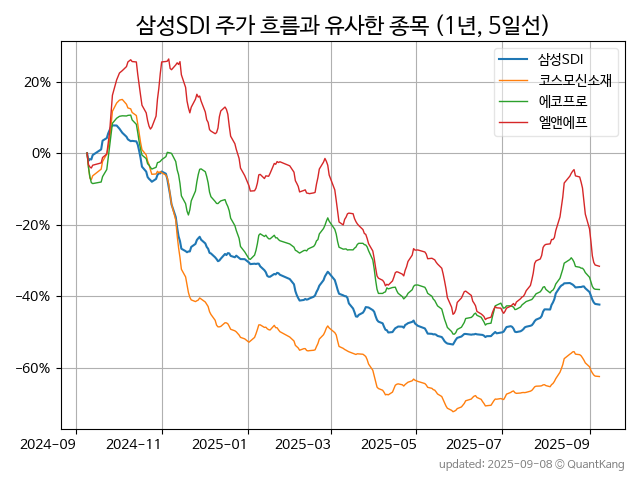 삼성SDI 주가 흐름과 유사한 종목 (1년, 5일선)
삼성SDI
코스모신소재
에코프로
엘앤에프
20%
0%
−20%
−40%
−60%
2024-09 2024-11 2025-01 2025-03 2025-05 2025-07 2025-09
updated: 2025-09-08 © QuantKang